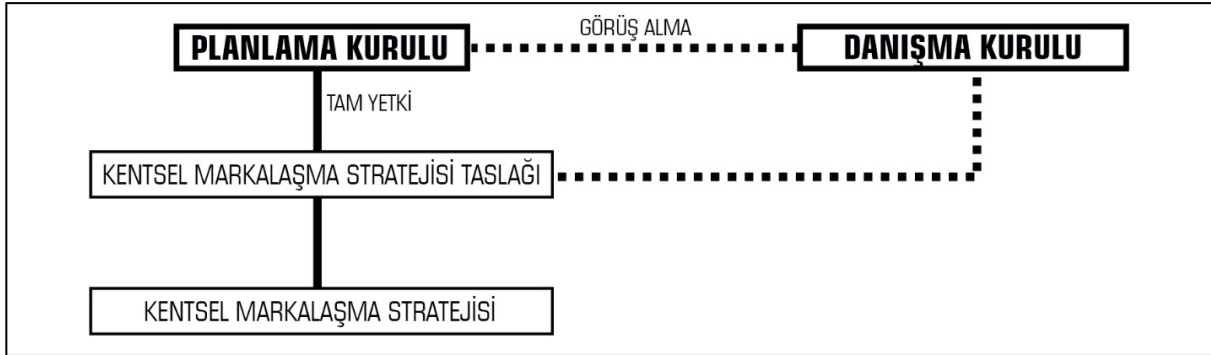 GÖRÜŞ ALMA
PLANLAMA KURULU
DANIŞMA KURULU
TAM YETKİ
KENTSEL MARKALAŞMA STRATEJİSİ TASLAĞI
KENTSEL MARKALAŞMA STRATEJİSİ